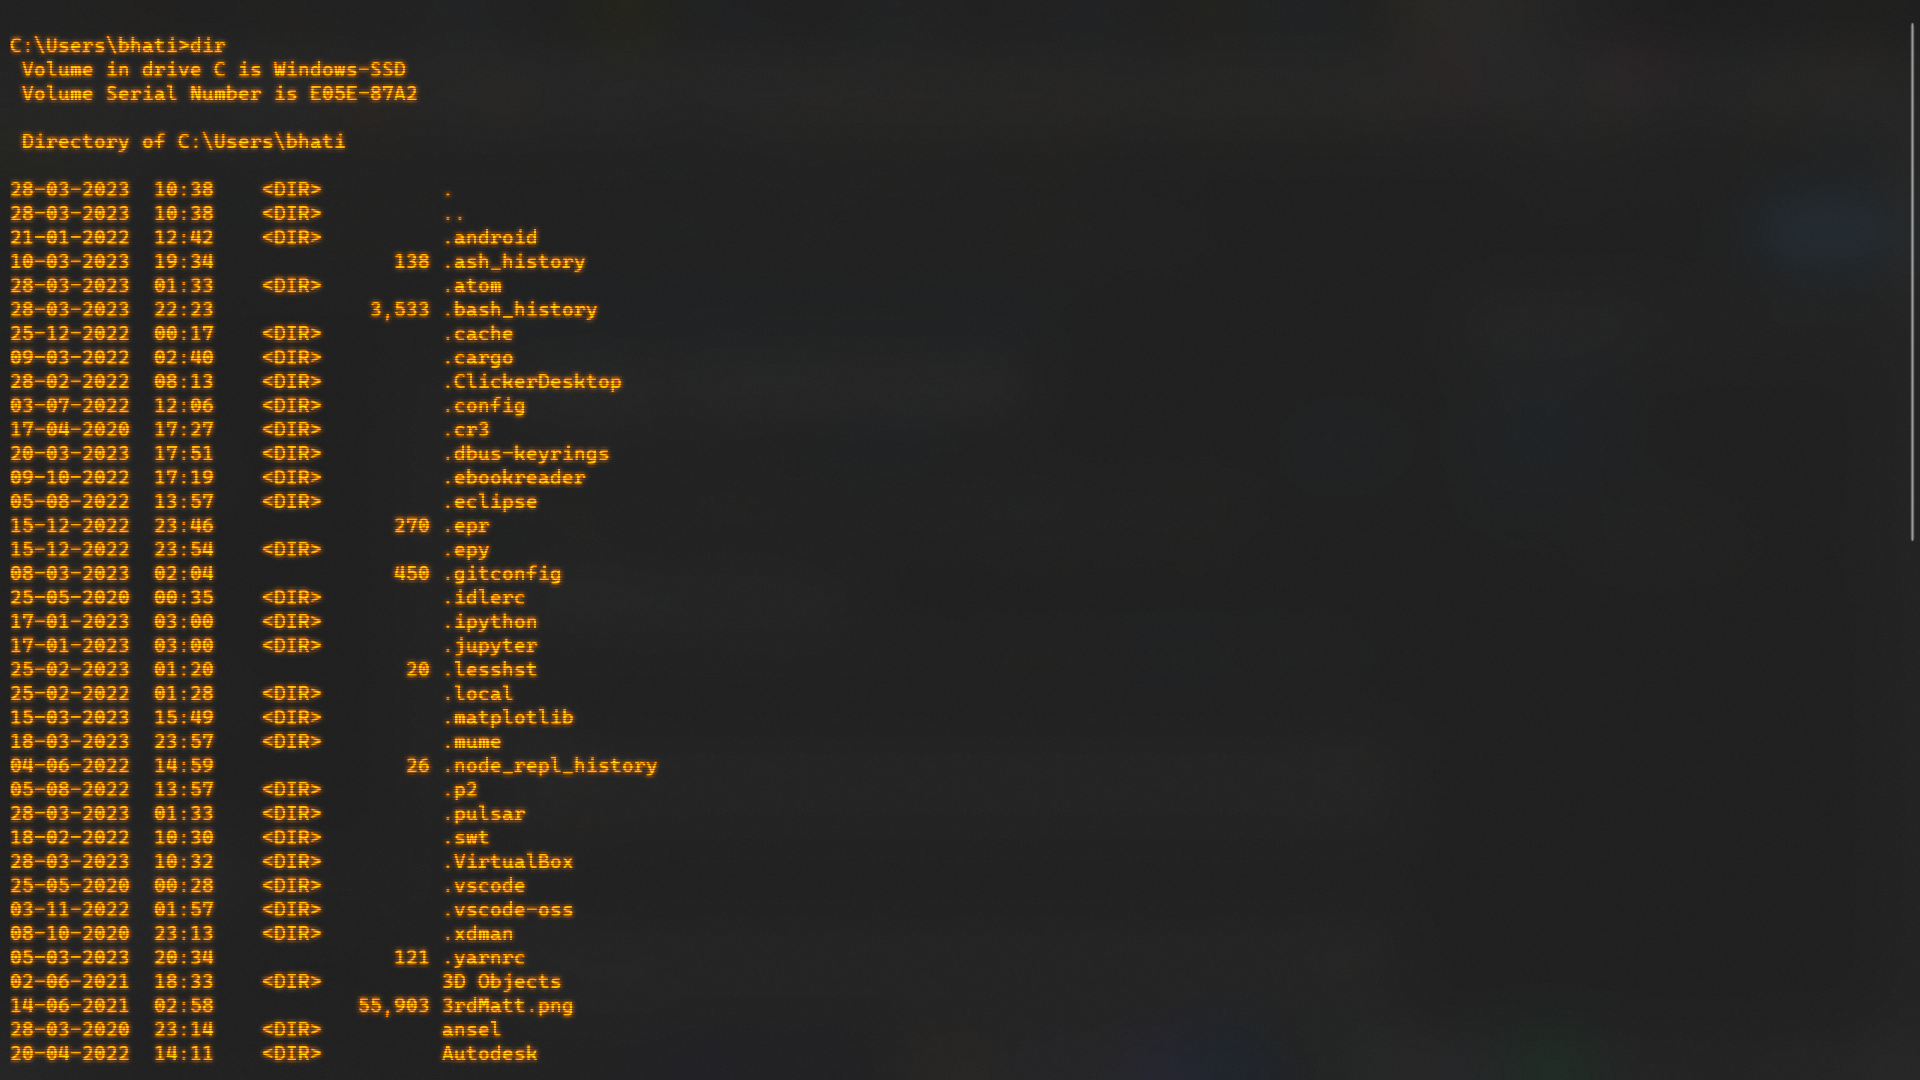 C:\Users\bhati>dir
 Volume in drive C is Windows-SSD
 Volume Serial Number is E05E-87A2

 Directory of C:\Users\bhati

28-03-2023  10:38    <DIR>          .
28-03-2023  10:38    <DIR>          ..
21-01-2022  12:42    <DIR>          .android
10-03-2023  19:34               138 .ash_history
28-03-2023  01:33    <DIR>          .atom
28-03-2023  22:23             3,533 .bash_history
25-12-2022  00:17    <DIR>          .cache
09-03-2022  02:40    <DIR>          .cargo
28-02-2022  08:13    <DIR>          .ClickerDesktop
03-07-2022  12:06    <DIR>          .config
17-04-2020  17:27    <DIR>          .cr3
20-03-2023  17:51    <DIR>          .dbus-keyrings
09-10-2022  17:19    <DIR>          .ebookreader
05-08-2022  13:57    <DIR>          .eclipse
15-12-2022  23:46               270 .epr
15-12-2022  23:54    <DIR>          .epy
08-03-2023  02:04               450 .gitconfig
25-05-2020  00:35    <DIR>          .idlerc
17-01-2023  03:00    <DIR>          .ipython
17-01-2023  03:00    <DIR>          .jupyter
25-02-2023  01:20                20 .lesshst
25-02-2022  01:28    <DIR>          .local
15-03-2023  15:49    <DIR>          .matplotlib
18-03-2023  23:57    <DIR>          .mume
04-06-2022  14:59                26 .node_repl_history
05-08-2022  13:57    <DIR>          .p2
28-03-2023  01:33    <DIR>          .pulsar
18-02-2022  10:30    <DIR>          .swt
28-03-2023  10:32    <DIR>          .VirtualBox
25-05-2020  00:28    <DIR>          .vscode
03-11-2022  01:57    <DIR>          .vscode-oss
08-10-2020  23:13    <DIR>          .xdman
05-03-2023  20:34               121 .yarnrc
02-06-2021  18:33    <DIR>          3D Objects
14-06-2021  02:58            55,903 3rdMatt.png
28-03-2020  23:14    <DIR>          ansel
20-04-2022  14:11    <DIR>          Autodesk